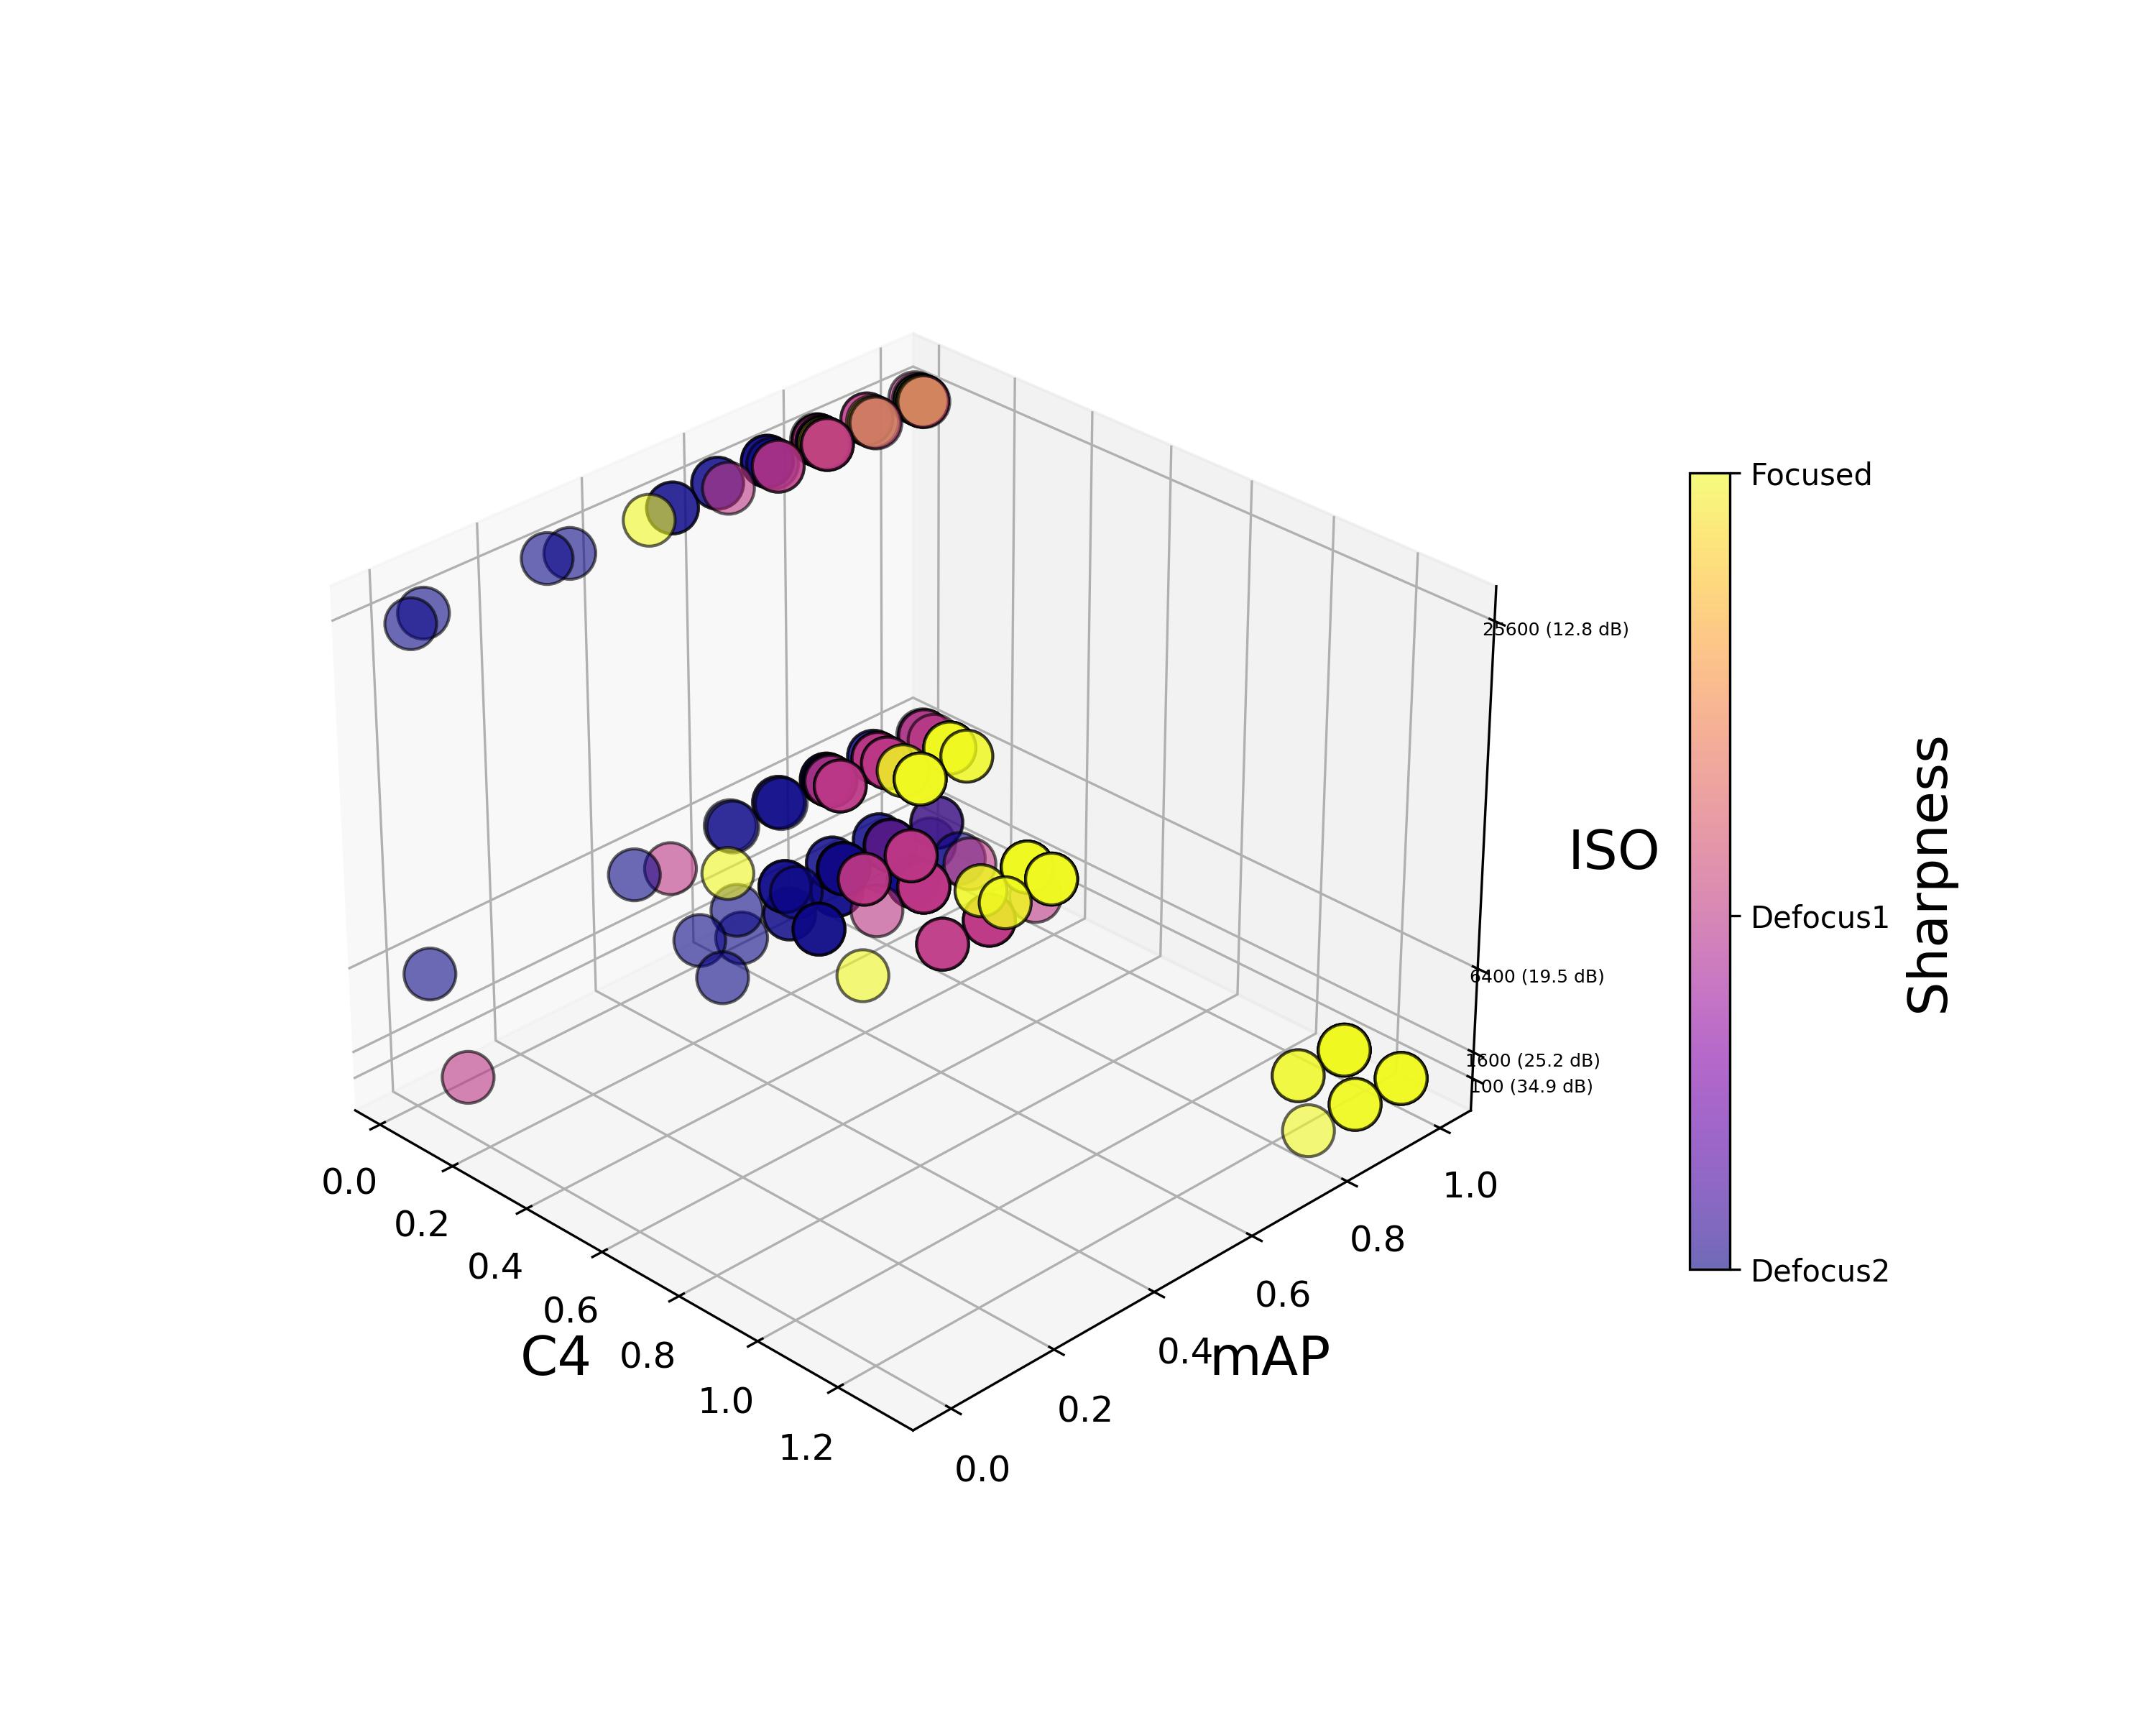 Focused
25600 (12.8 dB)
ISO
Defocus1
Sharpness
6400 (19.5 dB)
1600 (25.2 dB)
100 (34.9 dB)
Defocus2
0.0
0.2
0.4
0.6
0.8
1.0
1.2
C4
0.0
0.2
0.4
0.6
0.8
1.0
mAP